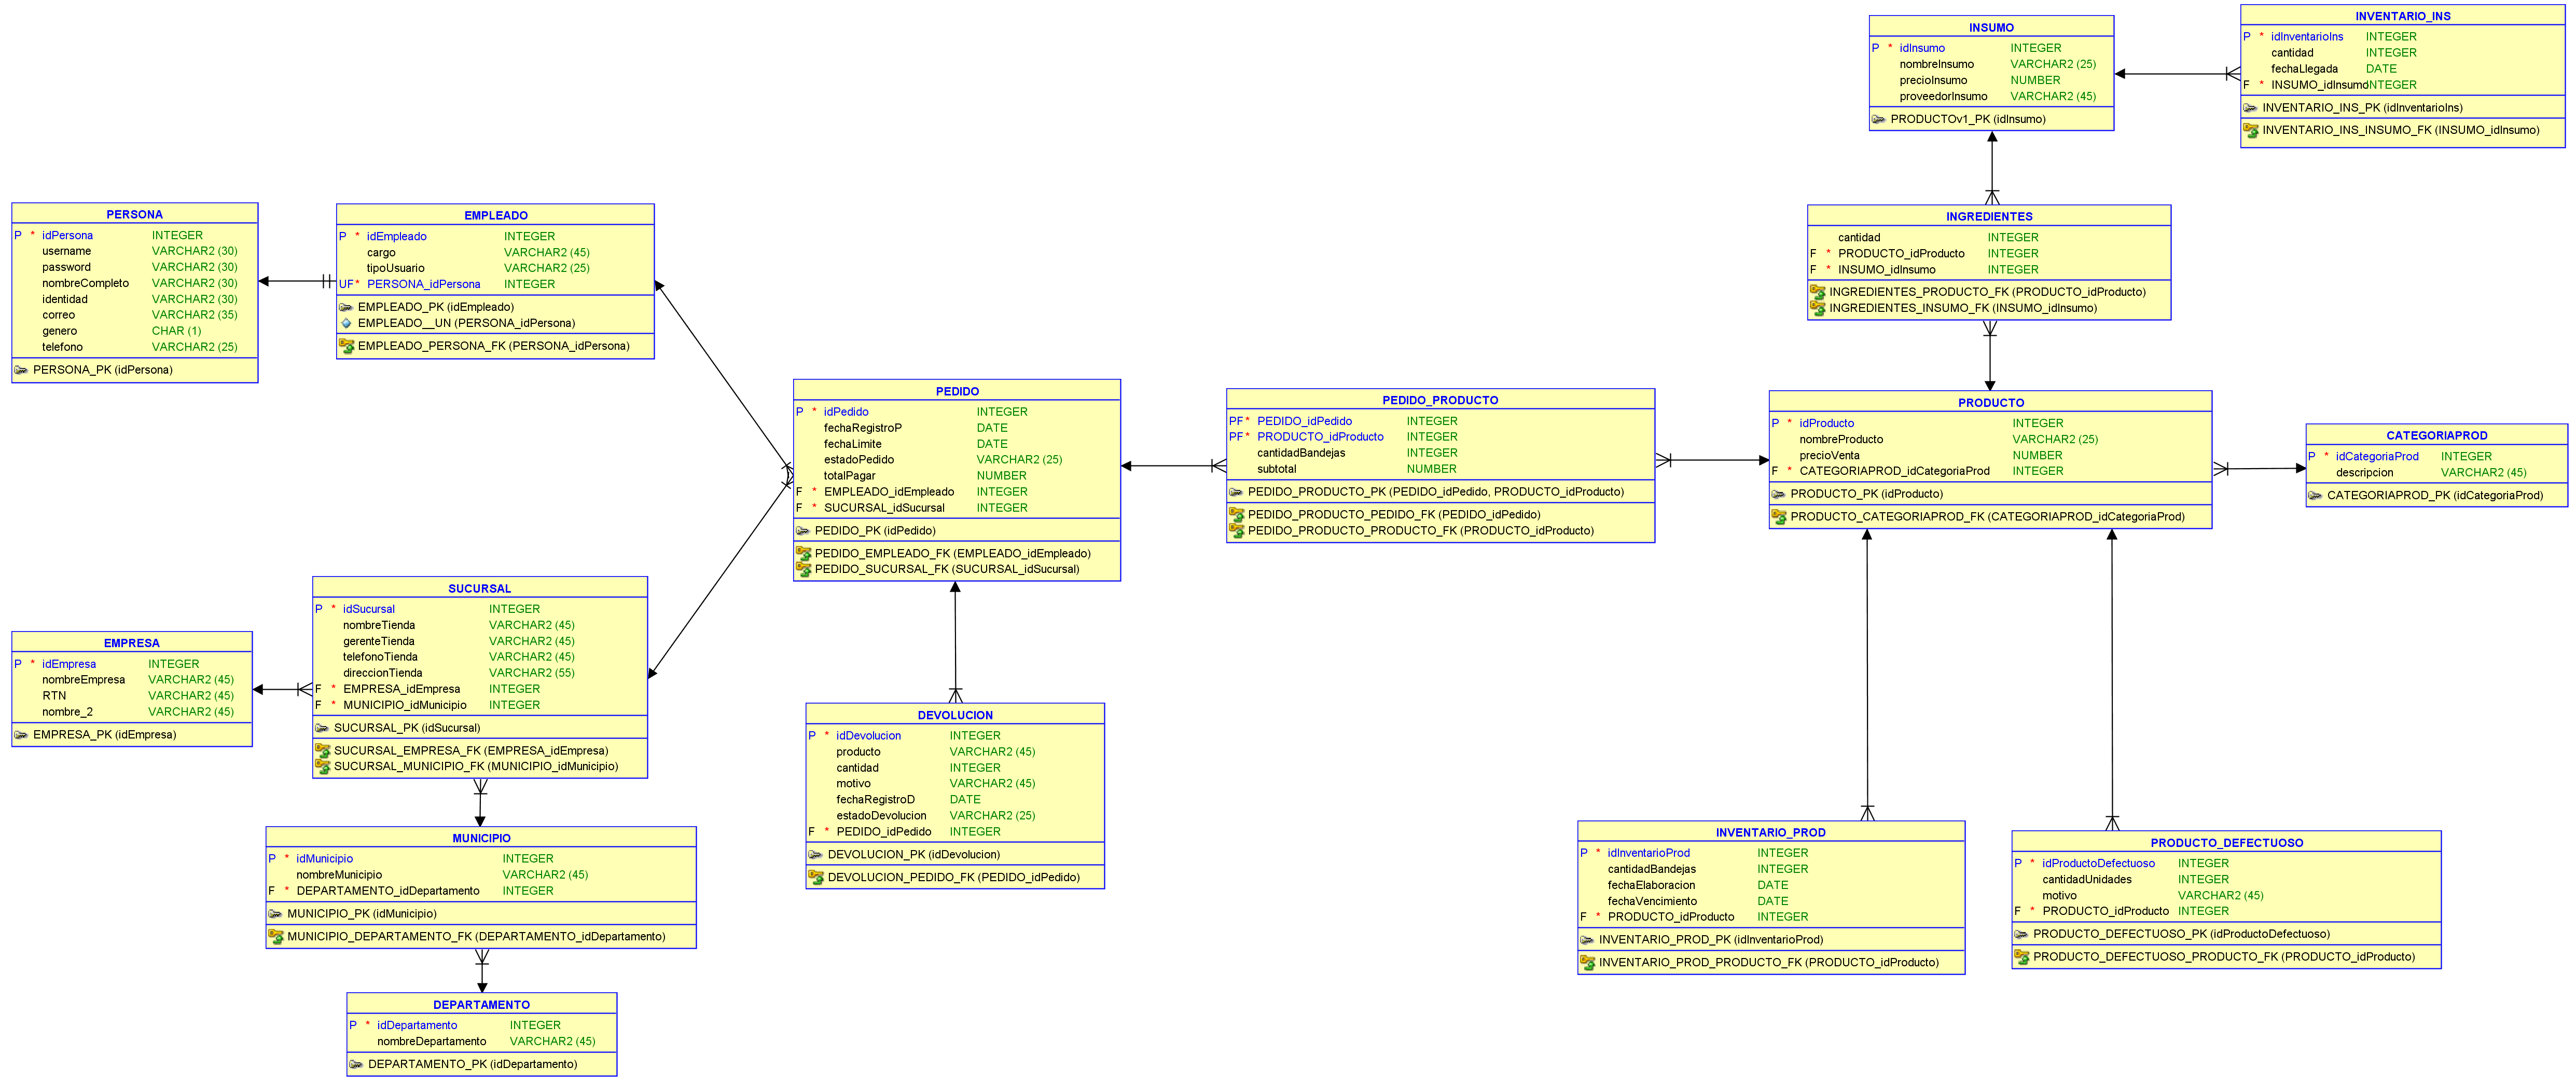 PERSONA
P * idPersona INTEGER
username VARCHAR2 (30)
password VARCHAR2 (30)
nombreCompleto VARCHAR2 (30)
identidad VARCHAR2 (30)
correo VARCHAR2 (35)
genero CHAR (1)
telefono VARCHAR2 (25)
PERSONA_PK (idPersona)
EMPLEADO
P * idEmpleado INTEGER
cargo VARCHAR2 (45)
tipoUsuario VARCHAR2 (25)
UF* PERSONA_idPersona INTEGER
EMPLEADO_PK (idEmpleado)
EMPLEADO__UN (PERSONA_idPersona)
EMPLEADO_PERSONA_FK (PERSONA_idPersona)
EMPRESA
P * idEmpresa INTEGER
nombreEmpresa VARCHAR2 (45)
RTN VARCHAR2 (45)
nombre_2 VARCHAR2 (45)
EMPRESA_PK (idEmpresa)
SUCURSAL
P * idSucursal INTEGER
nombreTienda VARCHAR2 (45)
gerenteTienda VARCHAR2 (45)
telefonoTienda VARCHAR2 (45)
direccionTienda VARCHAR2 (55)
F * EMPRESA_idEmpresa INTEGER
F * MUNICIPIO_idMunicipio INTEGER
SUCURSAL_PK (idSucursal)
SUCURSAL_EMPRESA_FK (EMPRESA_idEmpresa)
SUCURSAL_MUNICIPIO_FK (MUNICIPIO_idMunicipio)
MUNICIPIO
P * idMunicipio INTEGER
nombreMunicipio VARCHAR2 (45)
F * DEPARTAMENTO_idDepartamento INTEGER
MUNICIPIO_PK (idMunicipio)
MUNICIPIO_DEPARTAMENTO_FK (DEPARTAMENTO_idDepartamento)
DEPARTAMENTO
P * idDepartamento INTEGER
nombreDepartamento VARCHAR2 (45)
DEPARTAMENTO_PK (idDepartamento)
PEDIDO
P * idPedido INTEGER
fechaRegistroP DATE
fechaLimite DATE
estadoPedido VARCHAR2 (25)
totalPagar NUMBER
F * EMPLEADO_idEmpleado INTEGER
F * SUCURSAL_idSucursal INTEGER
PEDIDO_PK (idPedido)
PEDIDO_EMPLEADO_FK (EMPLEADO_idEmpleado)
PEDIDO_SUCURSAL_FK (SUCURSAL_idSucursal)
DEVOLUCION
P * idDevolucion INTEGER
producto VARCHAR2 (45)
cantidad INTEGER
motivo VARCHAR2 (45)
fechaRegistroD DATE
estadoDevolucion VARCHAR2 (25)
F * PEDIDO_idPedido INTEGER
DEVOLUCION_PK (idDevolucion)
DEVOLUCION_PEDIDO_FK (PEDIDO_idPedido)
PEDIDO_PRODUCTO
PF* PEDIDO_idPedido INTEGER
PF* PRODUCTO_idProducto INTEGER
cantidadBandejas INTEGER
subtotal NUMBER
PEDIDO_PRODUCTO_PK (PEDIDO_idPedido, PRODUCTO_idProducto)
PEDIDO_PRODUCTO_PEDIDO_FK (PEDIDO_idPedido)
PEDIDO_PRODUCTO_PRODUCTO_FK (PRODUCTO_idProducto)
INSUMO
P * idInsumo INTEGER
nombreInsumo VARCHAR2 (25)
precioInsumo NUMBER
proveedorInsumo VARCHAR2 (45)
PRODUCTOv1_PK (idInsumo)
INVENTARIO_INS
P * idInventarioIns INTEGER
cantidad INTEGER
fechaLlegada DATE
F * INSUMO_idInsumo INTEGER
INVENTARIO_INS_PK (idInventarioIns)
INVENTARIO_INS_INSUMO_FK (INSUMO_idInsumo)
INGREDIENTES
cantidad INTEGER
F * PRODUCTO_idProducto INTEGER
F * INSUMO_idInsumo INTEGER
INGREDIENTES_PRODUCTO_FK (PRODUCTO_idProducto)
INGREDIENTES_INSUMO_FK (INSUMO_idInsumo)
PRODUCTO
P * idProducto INTEGER
nombreProducto VARCHAR2 (25)
precioVenta NUMBER
F * CATEGORIAPROD_idCategoriaProd INTEGER
PRODUCTO_PK (idProducto)
PRODUCTO_CATEGORIAPROD_FK (CATEGORIAPROD_idCategoriaProd)
CATEGORIAPROD
P * idCategoriaProd INTEGER
descripcion VARCHAR2 (45)
CATEGORIAPROD_PK (idCategoriaProd)
INVENTARIO_PROD
P * idInventarioProd INTEGER
cantidadBandejas INTEGER
fechaElaboracion DATE
fechaVencimiento DATE
F * PRODUCTO_idProducto INTEGER
INVENTARIO_PROD_PK (idInventarioProd)
INVENTARIO_PROD_PRODUCTO_FK (PRODUCTO_idProducto)
PRODUCTO_DEFECTUOSO
P * idProductoDefectuoso INTEGER
cantidadUnidades INTEGER
motivo VARCHAR2 (45)
F * PRODUCTO_idProducto INTEGER
PRODUCTO_DEFECTUOSO_PK (idProductoDefectuoso)
PRODUCTO_DEFECTUOSO_PRODUCTO_FK (PRODUCTO_idProducto)